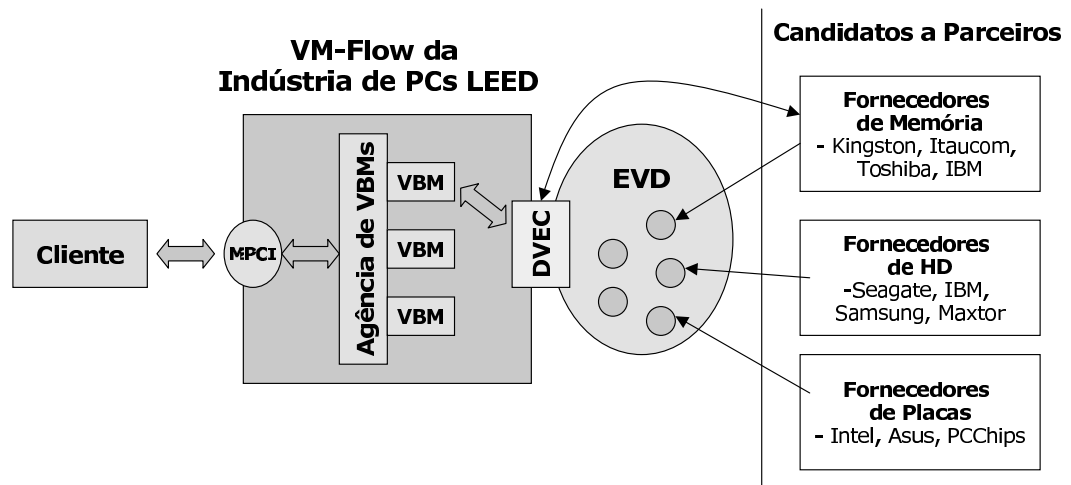 VM-Flow da
Indústria de PCs LEED
Candidatos a Parceiros
Cliente
MPCI
Agência de VBMs
VBM
VBM
VBM
DVEC
EVD
Fornecedores
de Memória
- Kingston, Itaucom,
Toshiba, IBM
Fornecedores
de HD
-Seagate, IBM,
Samsung, Maxtor
Fornecedores
de Placas
- Intel, Asus, PCChips